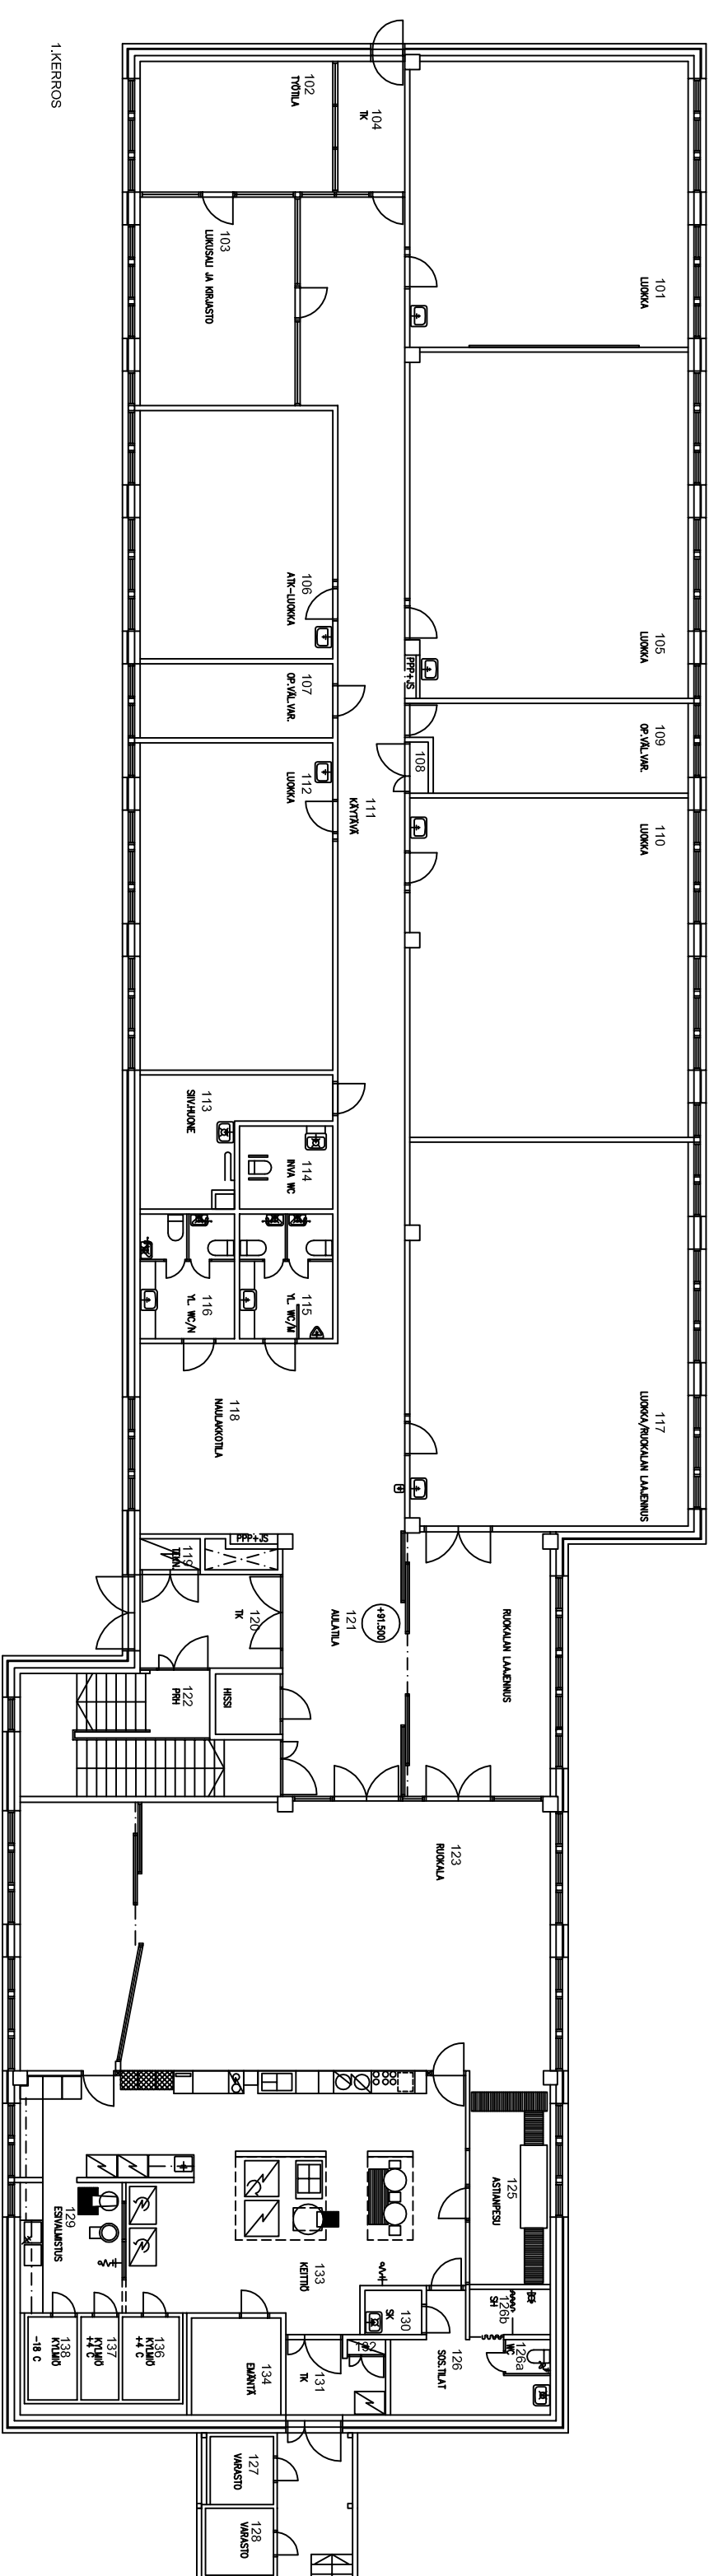 1.KERROS
101
LUOKKA
102
TYÖTILA
103
LUKUSALI JA KIRJASTO
104
TK
105
LUOKKA
PPP+JS
106
ATK-LUOKKA
107
OP.VÄL.VAR.
108
109
OP.VÄL.VAR.
110
LUOKKA
111
KÄYTÄVÄ
112
LUOKKA
113
SIIV.HUONE
114
INVA WC
115
YL. WC/M
116
YL. WC/N
117
LUOKKA/RUOKALAN LAAJENNUS
118
NAULAKKOTILA
PPP+JS
119
120
TK
+91.500
121
AULATILA
RUOKALAN LAAJENNUS
122
PRH
HISSI
123
RUOKALA
125
ASTIANPESU
126b
SH
126a
WC
126
SOS.TILAT
129
ESIVALMISTUS
133
KEITTIÖ
130
SK
132
131
TK
134
EMÄNTÄ
136
KYLMIÖ
+4 C
137
KYLMIÖ
+4 C
138
KYLMIÖ
-18 C
127
VARASTO
128
VARASTO